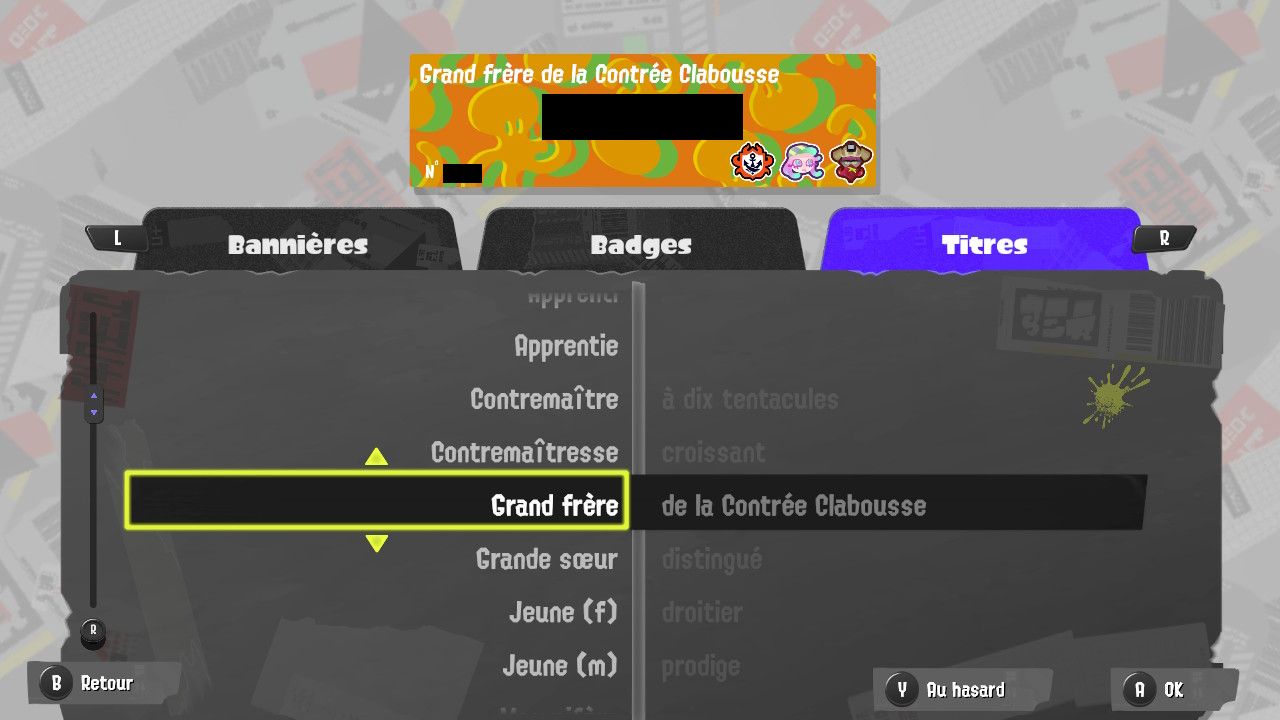 Grand frère de la Contrée Clabousse
N°
L
Bannières
Badges
Titres
R
Apprenti
Apprentie
Contremaître
à dix tentacules
Contremaîtresse
croissant
Grand frère
de la Contrée Clabousse
Grande sœur
distingué
Jeune (f)
droitier
Jeune (m)
prodige
R
B Retour
Y Au hasard
A OK